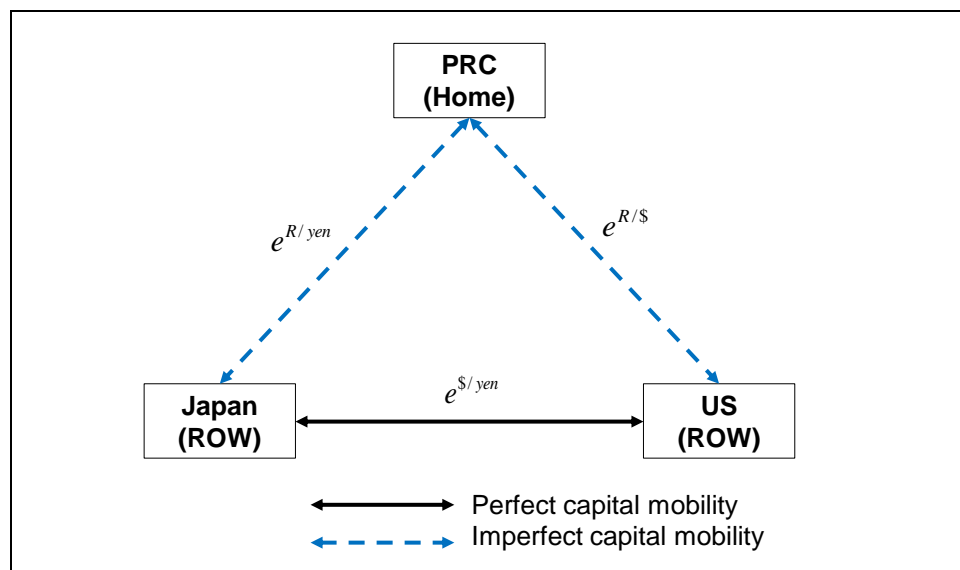 PRC
(Home)
e^{R/yen}
e^{R/$}
e^{$/yen}
Japan
(ROW)
US
(ROW)
Perfect capital mobility
Imperfect capital mobility